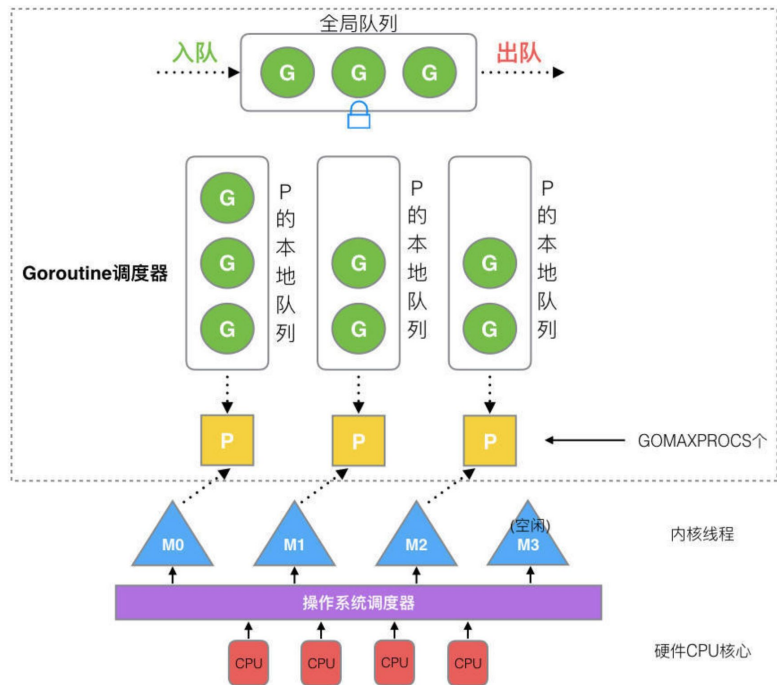 全局队列
入队
G G G
出队
G
G
G
P的本地队列
G
G
P的本地队列
G
G
P的本地队列
Goroutine调度器
P P P
GOMAXPROCS个
M0 M1 M2
(空闲)
M3
内核线程
操作系统调度器
CPU CPU CPU CPU
硬件CPU核心